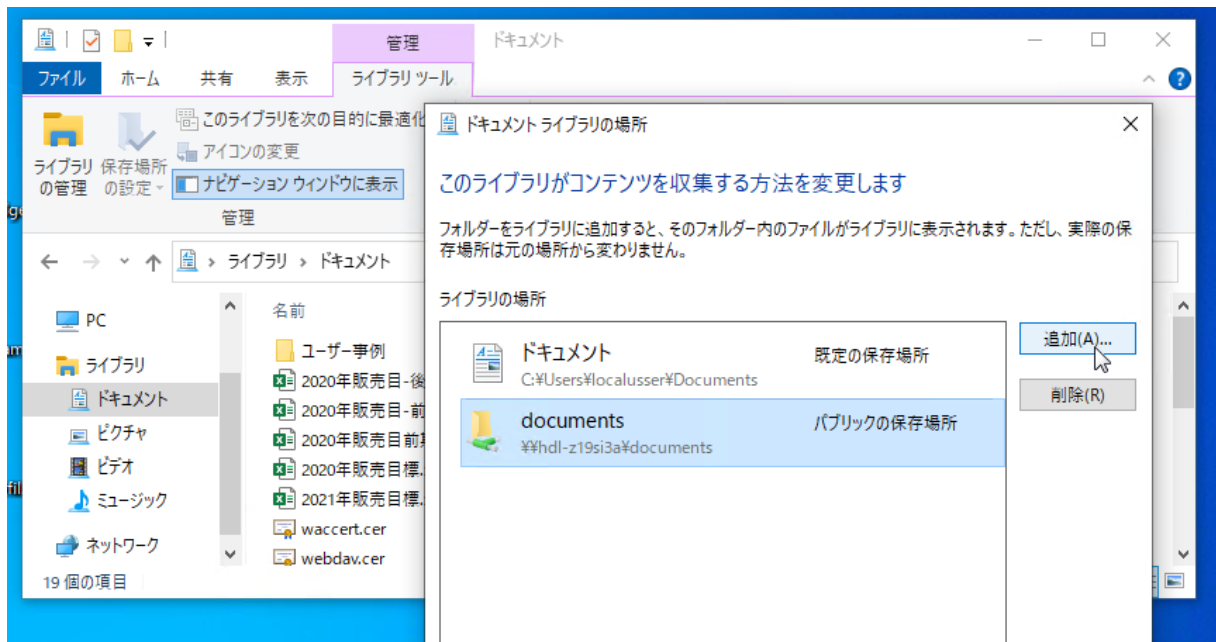 管理
ドキュメント
ファイル
ホーム
共有
表示
ライブラリ ツール
ライブラリ
の管理
保存場所
の設定
このライブラリを次の目的に最適化
アイコンの変更
ナビゲーション ウィンドウに表示
管理
ライブラリ > ドキュメント
PC
ライブラリ
ドキュメント
ピクチャ
ビデオ
ミュージック
ネットワーク
名前
ユーザー事例
2020年販売目-後
2020年販売目-前
2020年販売目前
2020年販売目標
2021年販売目標
waccert.cer
webdav.cer
19 個の項目
ドキュメント ライブラリの場所
このライブラリがコンテンツを収集する方法を変更します
フォルダーをライブラリに追加すると、そのフォルダー内のファイルがライブラリに表示されます。ただし、実際の保
存場所は元の場所から変わりません。
ライブラリの場所
ドキュメント
既定の保存場所
C:¥Users¥localusser¥Documents
documents
パブリックの保存場所
¥¥hdl-z19si3a¥documents
追加(A)...
削除(R)